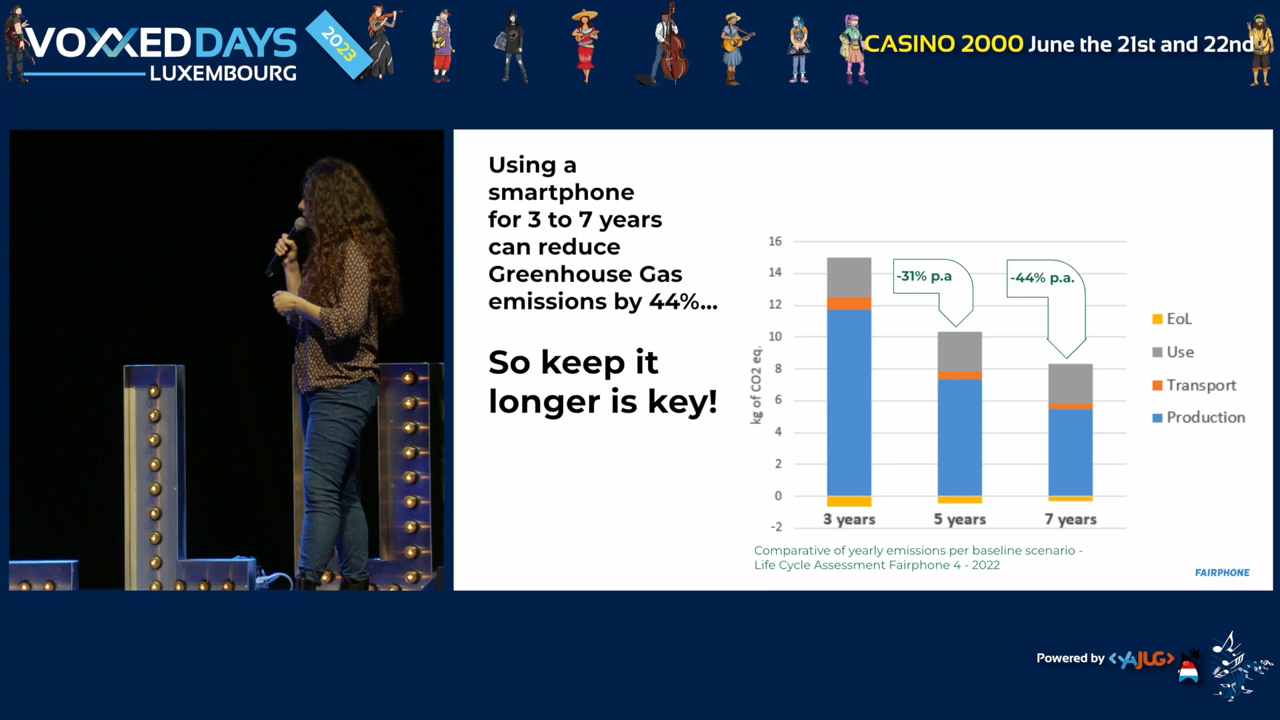 VOXXED DAYS
LUXEMBOURG
2023
CASINO 2000 June the 21st and 22nd
Using a
smartphone
for 3 to 7 years
can reduce
Greenhouse Gas
emissions by 44%...
So keep it
longer is key!
kg of CO2 eq.
16
14
12
10
8
6
4
2
0
-2
-31% p.a
-44% p.a.
3 years
5 years
7 years
EoL
Use
Transport
Production
Comparative of yearly emissions per baseline scenario -
Life Cycle Assessment Fairphone 4 - 2022
FAIRPHONE
Powered by <YAJUG>